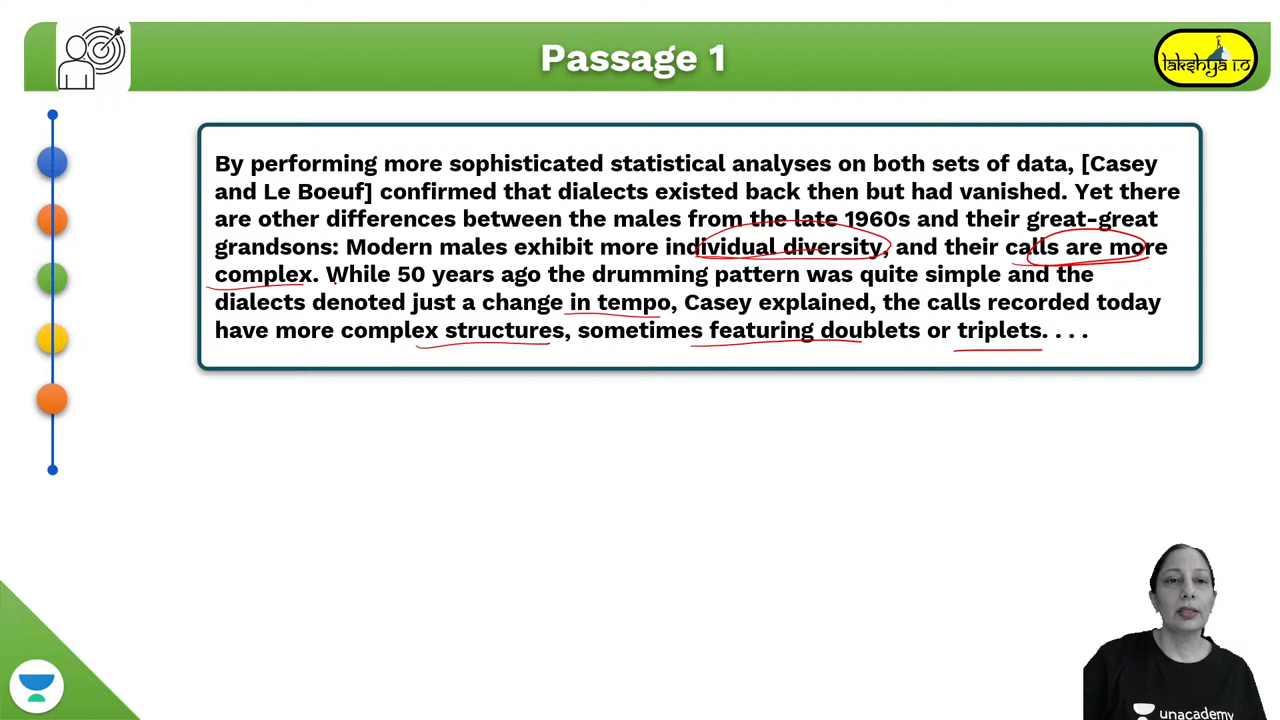 Passage 1
lakshya 1.0
By performing more sophisticated statistical analyses on both sets of data, [Casey
and Le Boeuf] confirmed that dialects existed back then but had vanished. Yet there
are other differences between the males from the late 1960s and their great-great
grandsons: Modern males exhibit more individual diversity, and their calls are more
complex. While 50 years ago the drumming pattern was quite simple and the
dialects denoted just a change in tempo, Casey explained, the calls recorded today
have more complex structures, sometimes featuring doublets or triplets. . . .
unacademy